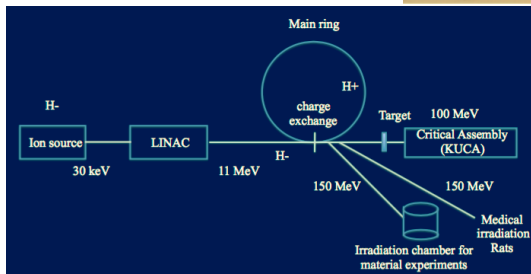 Main ring
H-
H+
charge
exchange
Target
100 MeV
Ion source
LINAC
Critical Assembly
(KUCA)
H-
30 keV
11 MeV
150 MeV
150 MeV
Medical
irradiation
Rats
Irradiation chamber for
material experiments